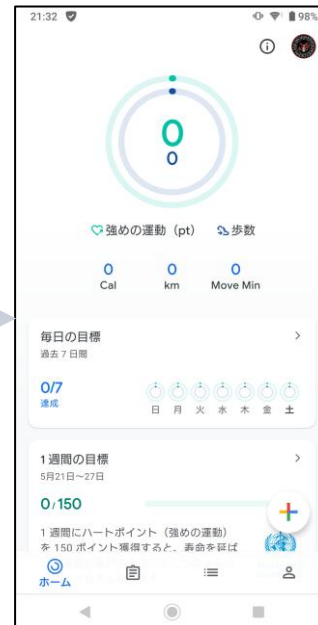 21:32 98%
0
0
強めの運動 (pt) 歩数
0 0 0
Cal km Move Min
毎日の目標
過去 7 日間
0/7
達成
日 月 火 水 木 金 土
1 週間の目標
5月21日~27日
0/150
1 週間にハートポイント(強めの運動)
を 150 ポイント獲得すると、寿命を延ば
ホーム